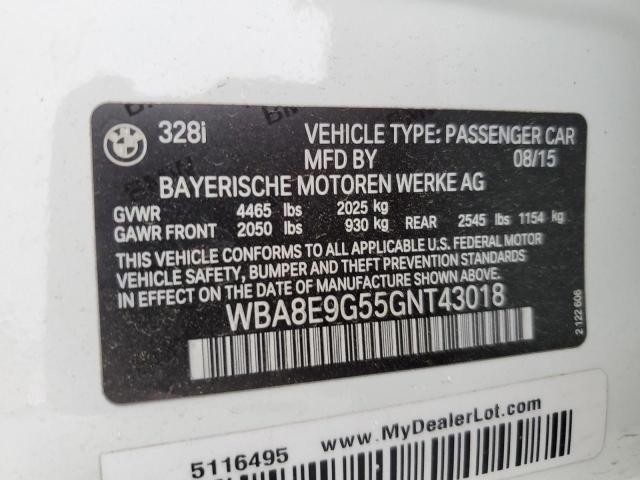 328i VEHICLE TYPE: PASSENGER CAR
MFD BY 08/15
BAYERISCHE MOTOREN WERKE AG
GVWR 4465 lbs 2025 kg
GAWR FRONT 2050 lbs 930 kg REAR 2545 lbs 1154 kg
THIS VEHICLE CONFORMS TO ALL APPLICABLE U.S. FEDERAL MOTOR
VEHICLE SAFETY, BUMPER AND THEFT PREVENTION STANDARDS
IN EFFECT ON THE DATE OF MANUFACTURE SHOWN ABOVE.
WBA8E9G55GNT43018
2 122 606
www.MyDealerLot.com
5116495